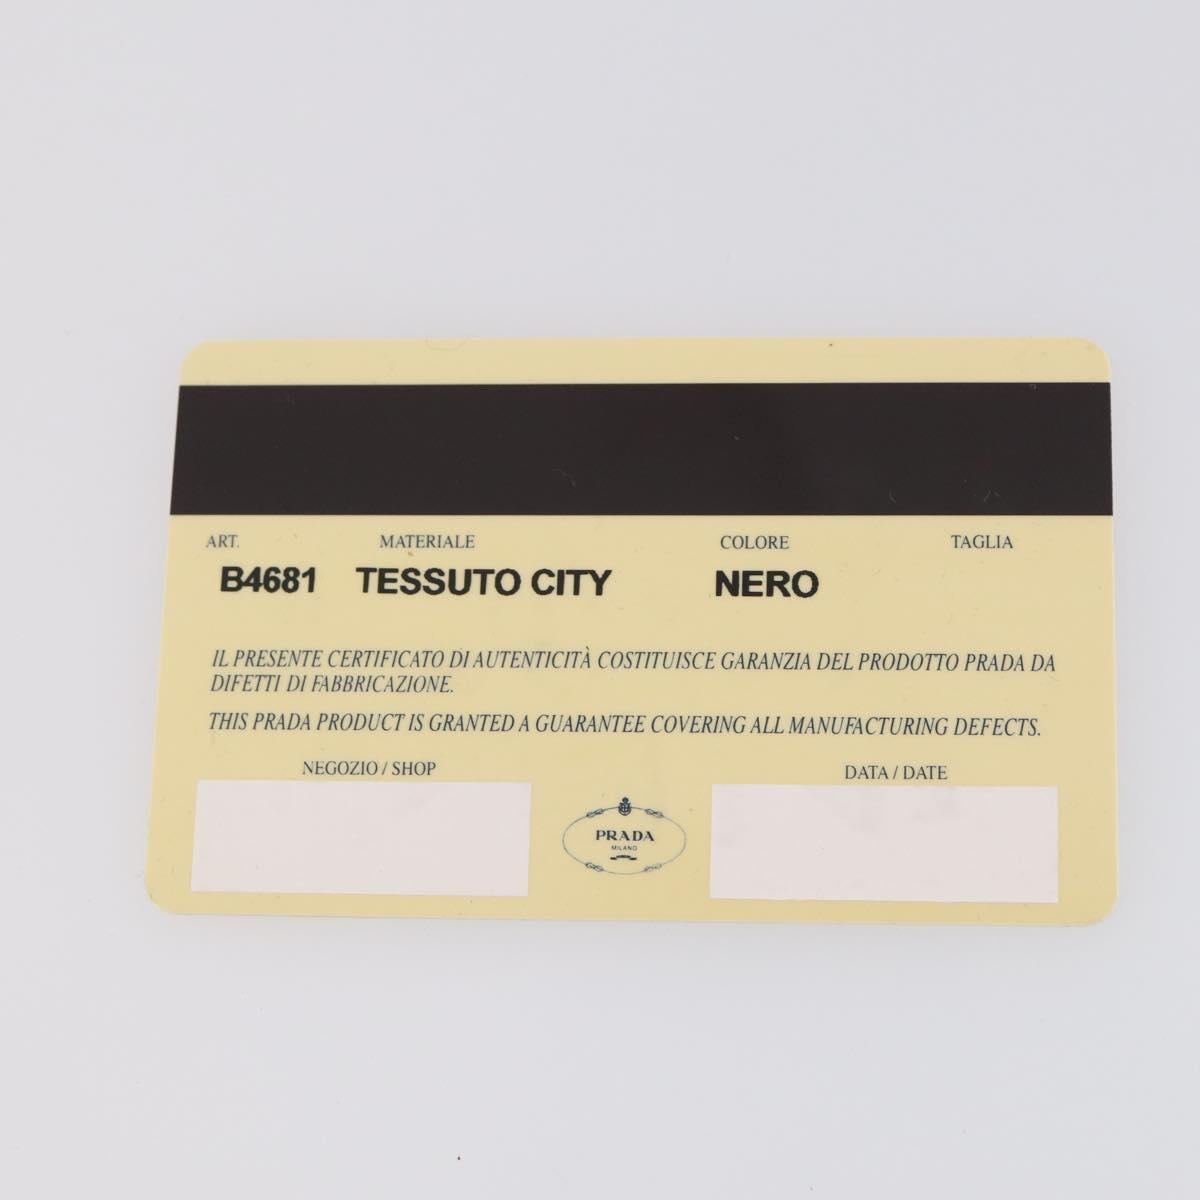 ART. MATERIALE COLORE TAGLIA
B4681 TESSUTO CITY NERO
IL PRESENTE CERTIFICATO DI AUTENTICITÀ COSTITUISCE GARANZIA DEL PRODOTTO PRADA DA
DIFETTI DI FABBRICAZIONE.
THIS PRADA PRODUCT IS GRANTED A GUARANTEE COVERING ALL MANUFACTURING DEFECTS.
NEGOZIO / SHOP DATA / DATE
PRADA
MILANO